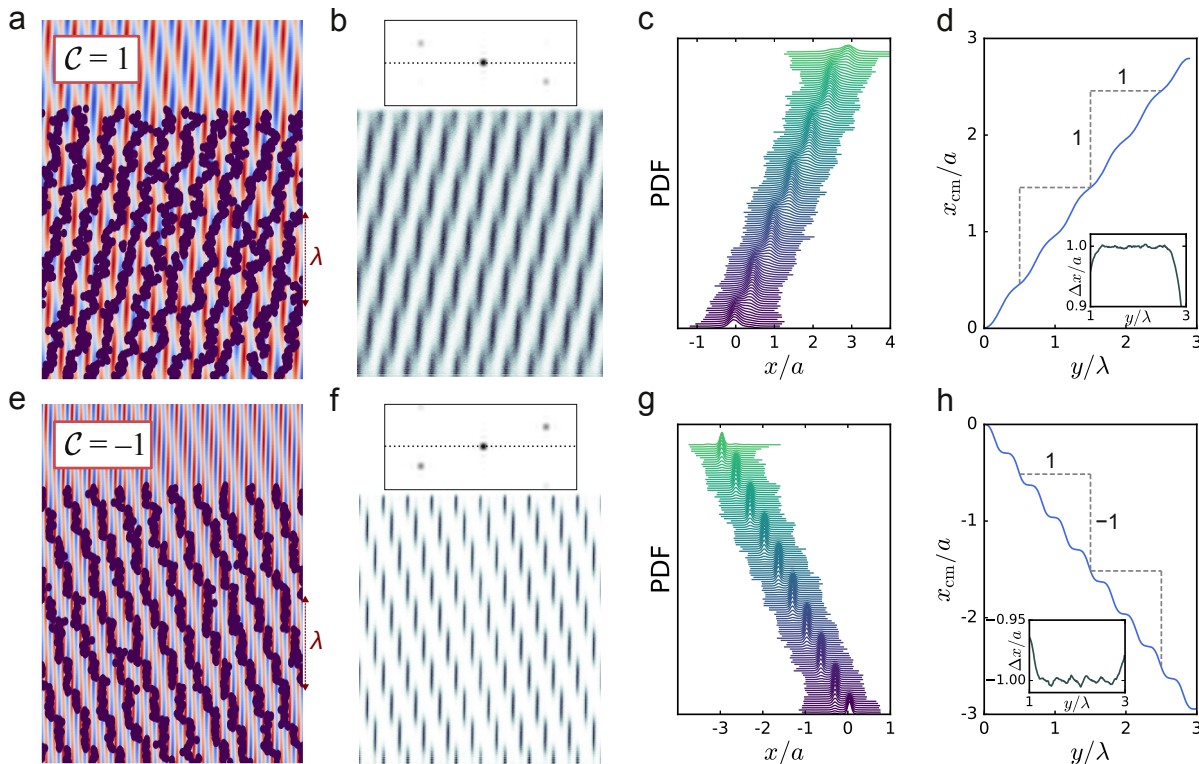 a
𝒞 = 1
λ
b
c
PDF
-1 0 1 2 3 4
x/a
d
3
2
1
0
x_cm/a
1
1
1.0
0.9
Δx/a
1 3
y/λ
0 1 2 3
y/λ
e
𝒞 = –1
λ
f
g
PDF
-3 -2 -1 0 1
x/a
h
0
-1
-2
-3
x_cm/a
1
−1
−0.95
−1.00
Δx/a
1 3
y/λ
0 1 2 3
y/λ